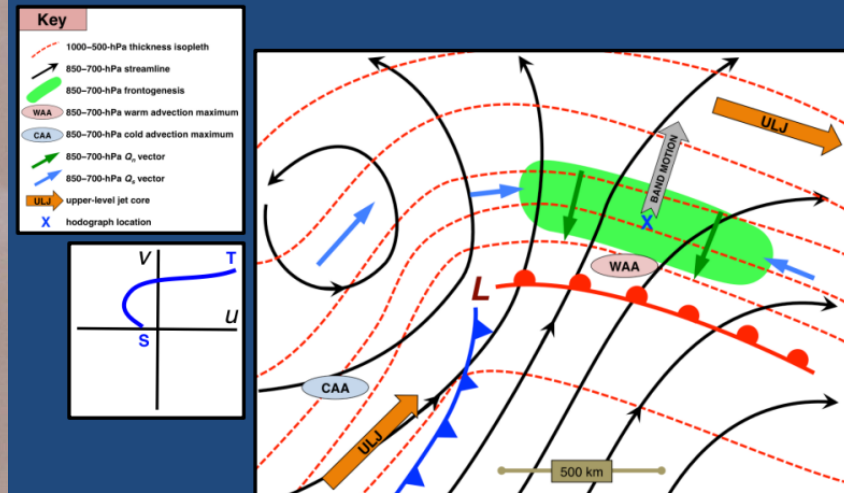 Key
1000–500-hPa thickness isopleth
850–700-hPa streamline
850–700-hPa frontogenesis
WAA 850–700-hPa warm advection maximum
CAA 850–700-hPa cold advection maximum
850–700-hPa Qn vector
850–700-hPa Qs vector
ULJ upper-level jet core
X hodograph location
V
T
u
S
ULJ
BAND MOTION
X
WAA
L
CAA
ULJ
500 km